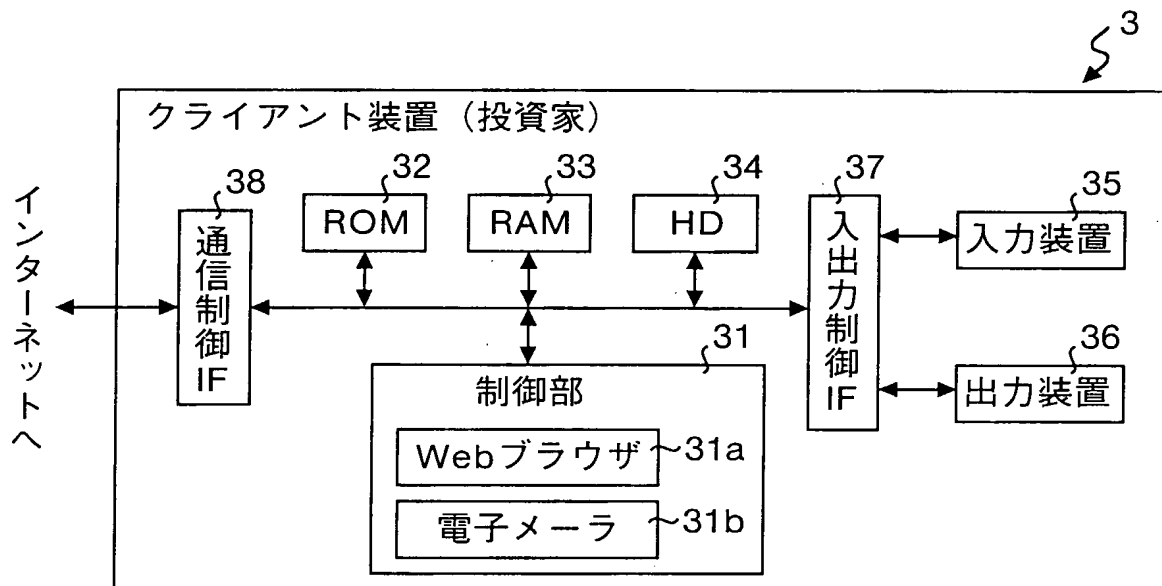 3
クライアント装置（投資家）
インターネットへ
38
通信制御IF
32
ROM
33
RAM
34
HD
37
入出力制御IF
35
入力装置
36
出力装置
31
制御部
Webブラウザ
31a
電子メーラ
31b